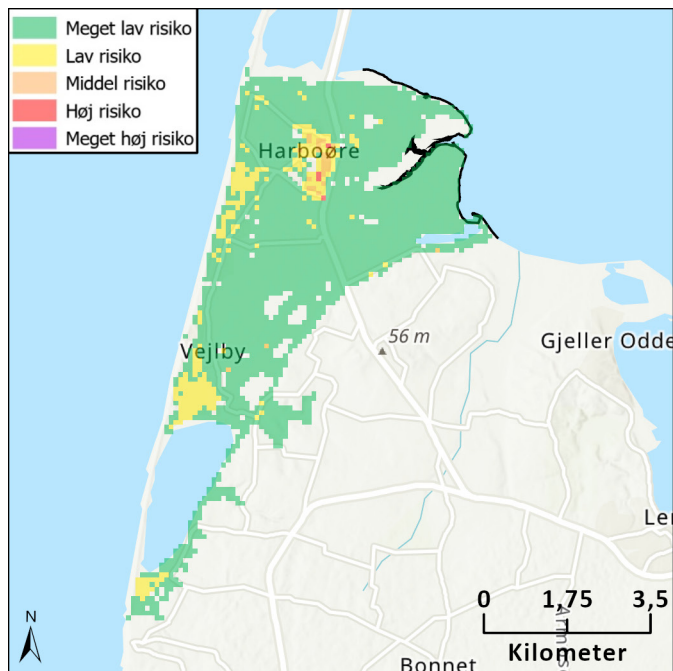 Meget lav risiko
Lav risiko
Middel risiko
Høj risiko
Meget høj risiko
Harboøre
56 m
Gjeller Odde
Vejlby
0 1,75 3,5
Kilometer
N
Bonnet